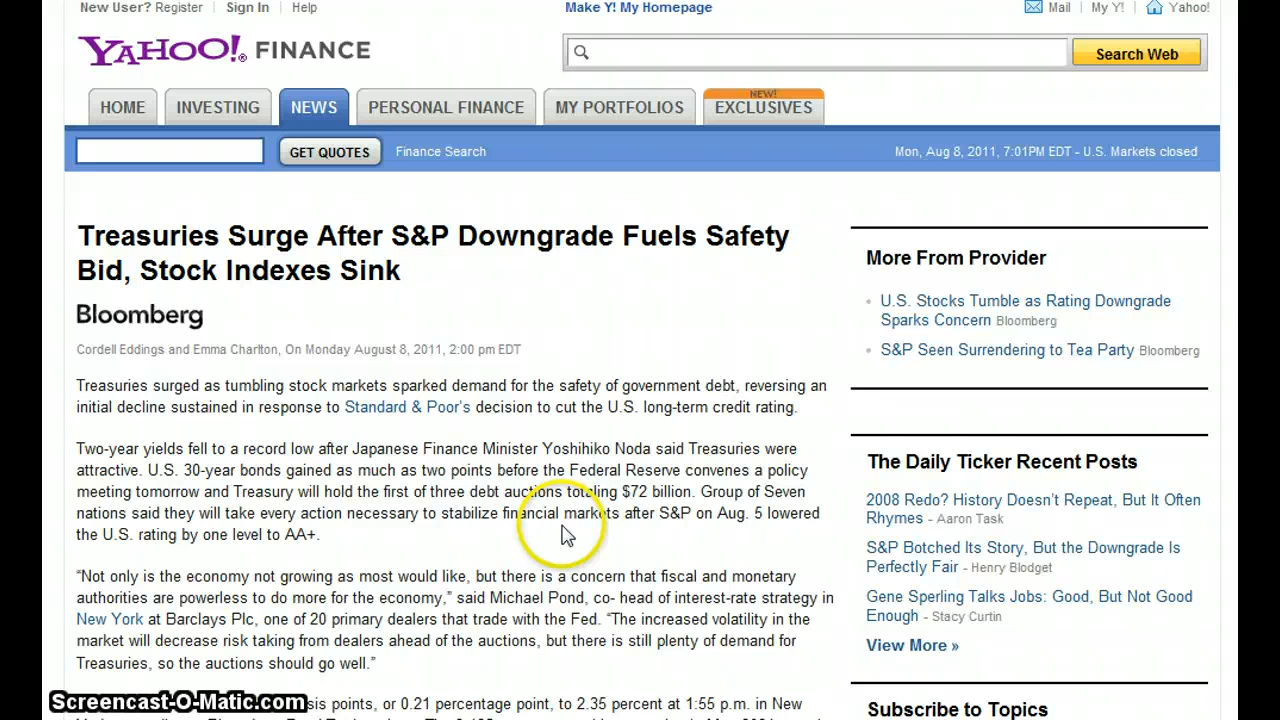 New User? Register Sign In Help Make Y! My Homepage Mail My Y! Yahoo!
YAHOO! FINANCE
Search Web
HOME INVESTING NEWS PERSONAL FINANCE MY PORTFOLIOS NEW! EXCLUSIVES
GET QUOTES Finance Search Mon, Aug 8, 2011, 7:01PM EDT - U.S. Markets closed
Treasuries Surge After S&P Downgrade Fuels Safety
Bid, Stock Indexes Sink
Bloomberg
Cordell Eddings and Emma Charlton, On Monday August 8, 2011, 2:00 pm EDT
Treasuries surged as tumbling stock markets sparked demand for the safety of government debt, reversing an
initial decline sustained in response to Standard & Poor's decision to cut the U.S. long-term credit rating.
Two-year yields fell to a record low after Japanese Finance Minister Yoshihiko Noda said Treasuries were
attractive. U.S. 30-year bonds gained as much as two points before the Federal Reserve convenes a policy
meeting tomorrow and Treasury will hold the first of three debt auctions totaling $72 billion. Group of Seven
nations said they will take every action necessary to stabilize financial markets after S&P on Aug. 5 lowered
the U.S. rating by one level to AA+.
“Not only is the economy not growing as most would like, but there is a concern that fiscal and monetary
authorities are powerless to do more for the economy,” said Michael Pond, co- head of interest-rate strategy in
New York at Barclays Plc, one of 20 primary dealers that trade with the Fed. “The increased volatility in the
market will decrease risk taking from dealers ahead of the auctions, but there is still plenty of demand for
Treasuries, so the auctions should go well.”
points, or 0.21 percentage point, to 2.35 percent at 1:55 p.m. in New
More From Provider
U.S. Stocks Tumble as Rating Downgrade
Sparks Concern Bloomberg
S&P Seen Surrendering to Tea Party Bloomberg
The Daily Ticker Recent Posts
2008 Redo? History Doesn't Repeat, But It Often
Rhymes - Aaron Task
S&P Botched Its Story, But the Downgrade Is
Perfectly Fair - Henry Blodget
Gene Sperling Talks Jobs: Good, But Not Good
Enough - Stacy Curtin
View More »
Subscribe to Topics
Screencast-O-Matic.com